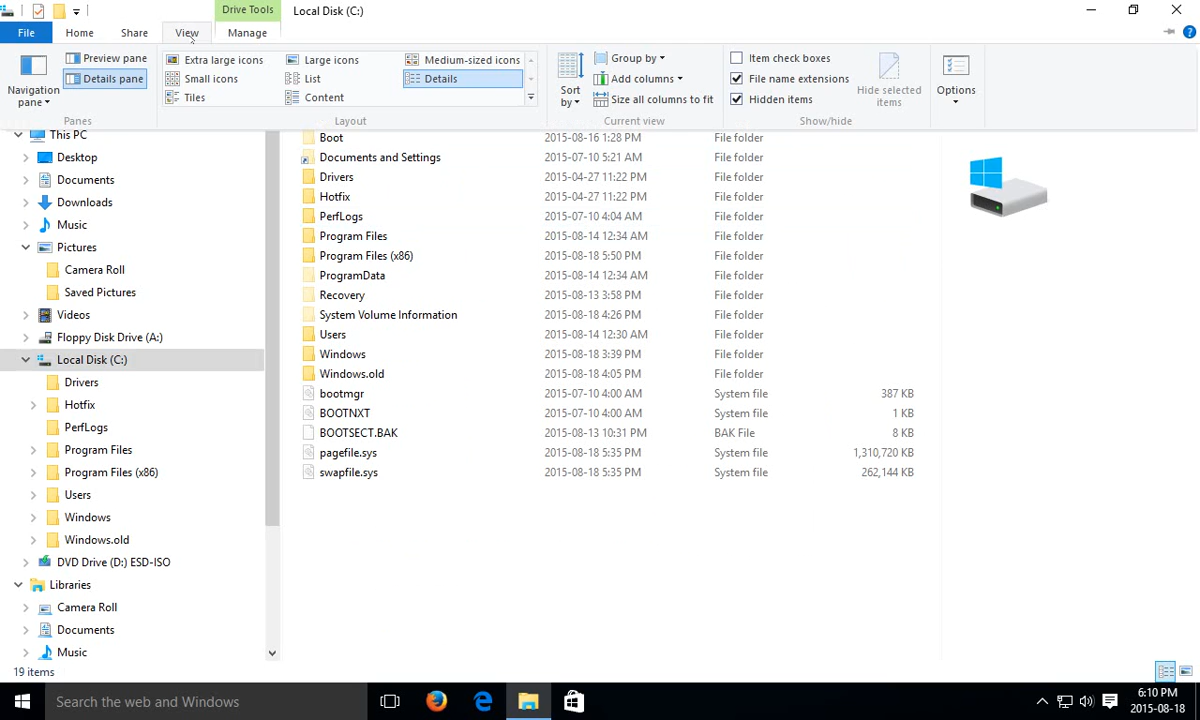 Drive Tools Local Disk (C:)
File Home Share View Manage
Navigation pane
Preview pane
Details pane
Panes
Extra large icons Large icons Medium-sized icons
Small icons List Details
Tiles Content
Layout
Sort by
Group by
Add columns
Size all columns to fit
Current view
Item check boxes
File name extensions
Hidden items
Hide selected items
Show/hide
Options
This PC
Desktop
Documents
Downloads
Music
Pictures
Camera Roll
Saved Pictures
Videos
Floppy Disk Drive (A:)
Local Disk (C:)
Drivers
Hotfix
PerfLogs
Program Files
Program Files (x86)
Users
Windows
Windows.old
DVD Drive (D:) ESD-ISO
Libraries
Camera Roll
Documents
Music
Boot 2015-08-16 1:28 PM File folder
Documents and Settings 2015-07-10 5:21 AM File folder
Drivers 2015-04-27 11:22 PM File folder
Hotfix 2015-04-27 11:22 PM File folder
PerfLogs 2015-07-10 4:04 AM File folder
Program Files 2015-08-14 12:34 AM File folder
Program Files (x86) 2015-08-18 5:50 PM File folder
ProgramData 2015-08-14 12:34 AM File folder
Recovery 2015-08-13 3:58 PM File folder
System Volume Information 2015-08-18 4:26 PM File folder
Users 2015-08-14 12:30 AM File folder
Windows 2015-08-18 3:39 PM File folder
Windows.old 2015-08-18 4:05 PM File folder
bootmgr 2015-07-10 4:00 AM System file 387 KB
BOOTNXT 2015-07-10 4:00 AM System file 1 KB
BOOTSECT.BAK 2015-08-13 10:31 PM BAK File 8 KB
pagefile.sys 2015-08-18 5:35 PM System file 1,310,720 KB
swapfile.sys 2015-08-18 5:35 PM System file 262,144 KB
19 items
Search the web and Windows
6:10 PM
2015-08-18